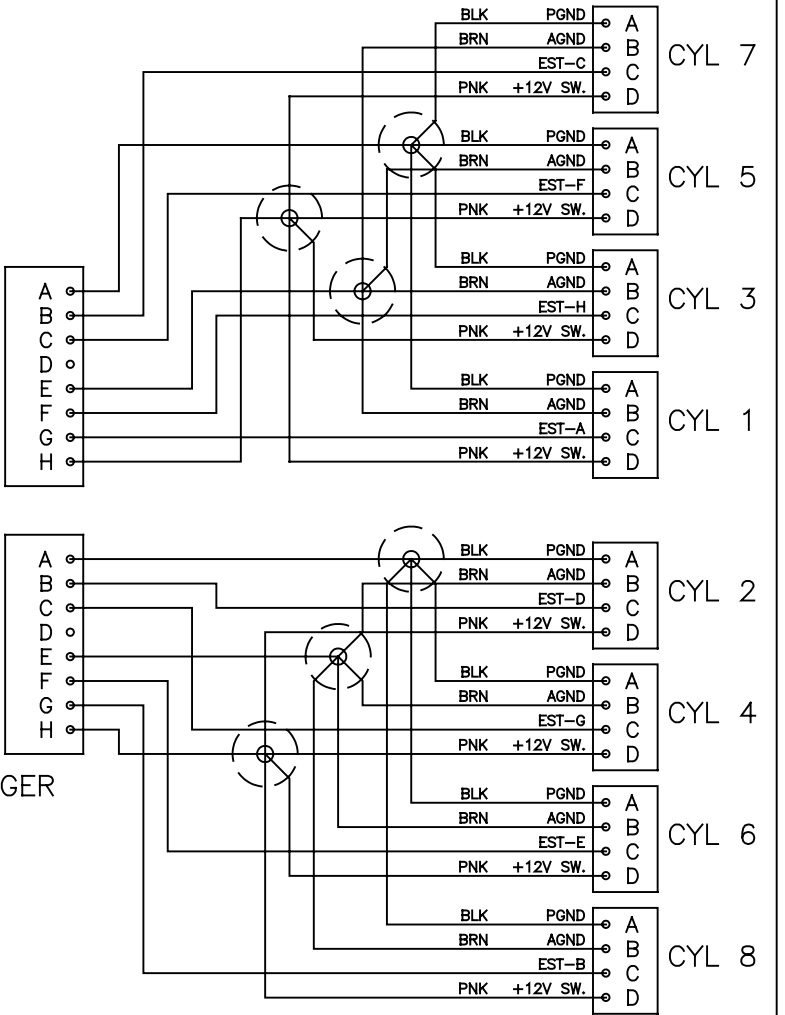 BLK PGND A
BRN AGND B
EST-C C
PNK +12V SW. D
CYL 7
BLK PGND A
BRN AGND B
EST-F C
PNK +12V SW. D
CYL 5
BLK PGND A
BRN AGND B
EST-H C
PNK +12V SW. D
CYL 3
BLK PGND A
BRN AGND B
EST-A C
PNK +12V SW. D
CYL 1
A
B
C
D
E
F
G
H
BLK PGND A
BRN AGND B
EST-D C
PNK +12V SW. D
CYL 2
BLK PGND A
BRN AGND B
EST-G C
PNK +12V SW. D
CYL 4
BLK PGND A
BRN AGND B
EST-E C
PNK +12V SW. D
CYL 6
BLK PGND A
BRN AGND B
EST-B C
PNK +12V SW. D
CYL 8
A
B
C
D
E
F
G
H
GER